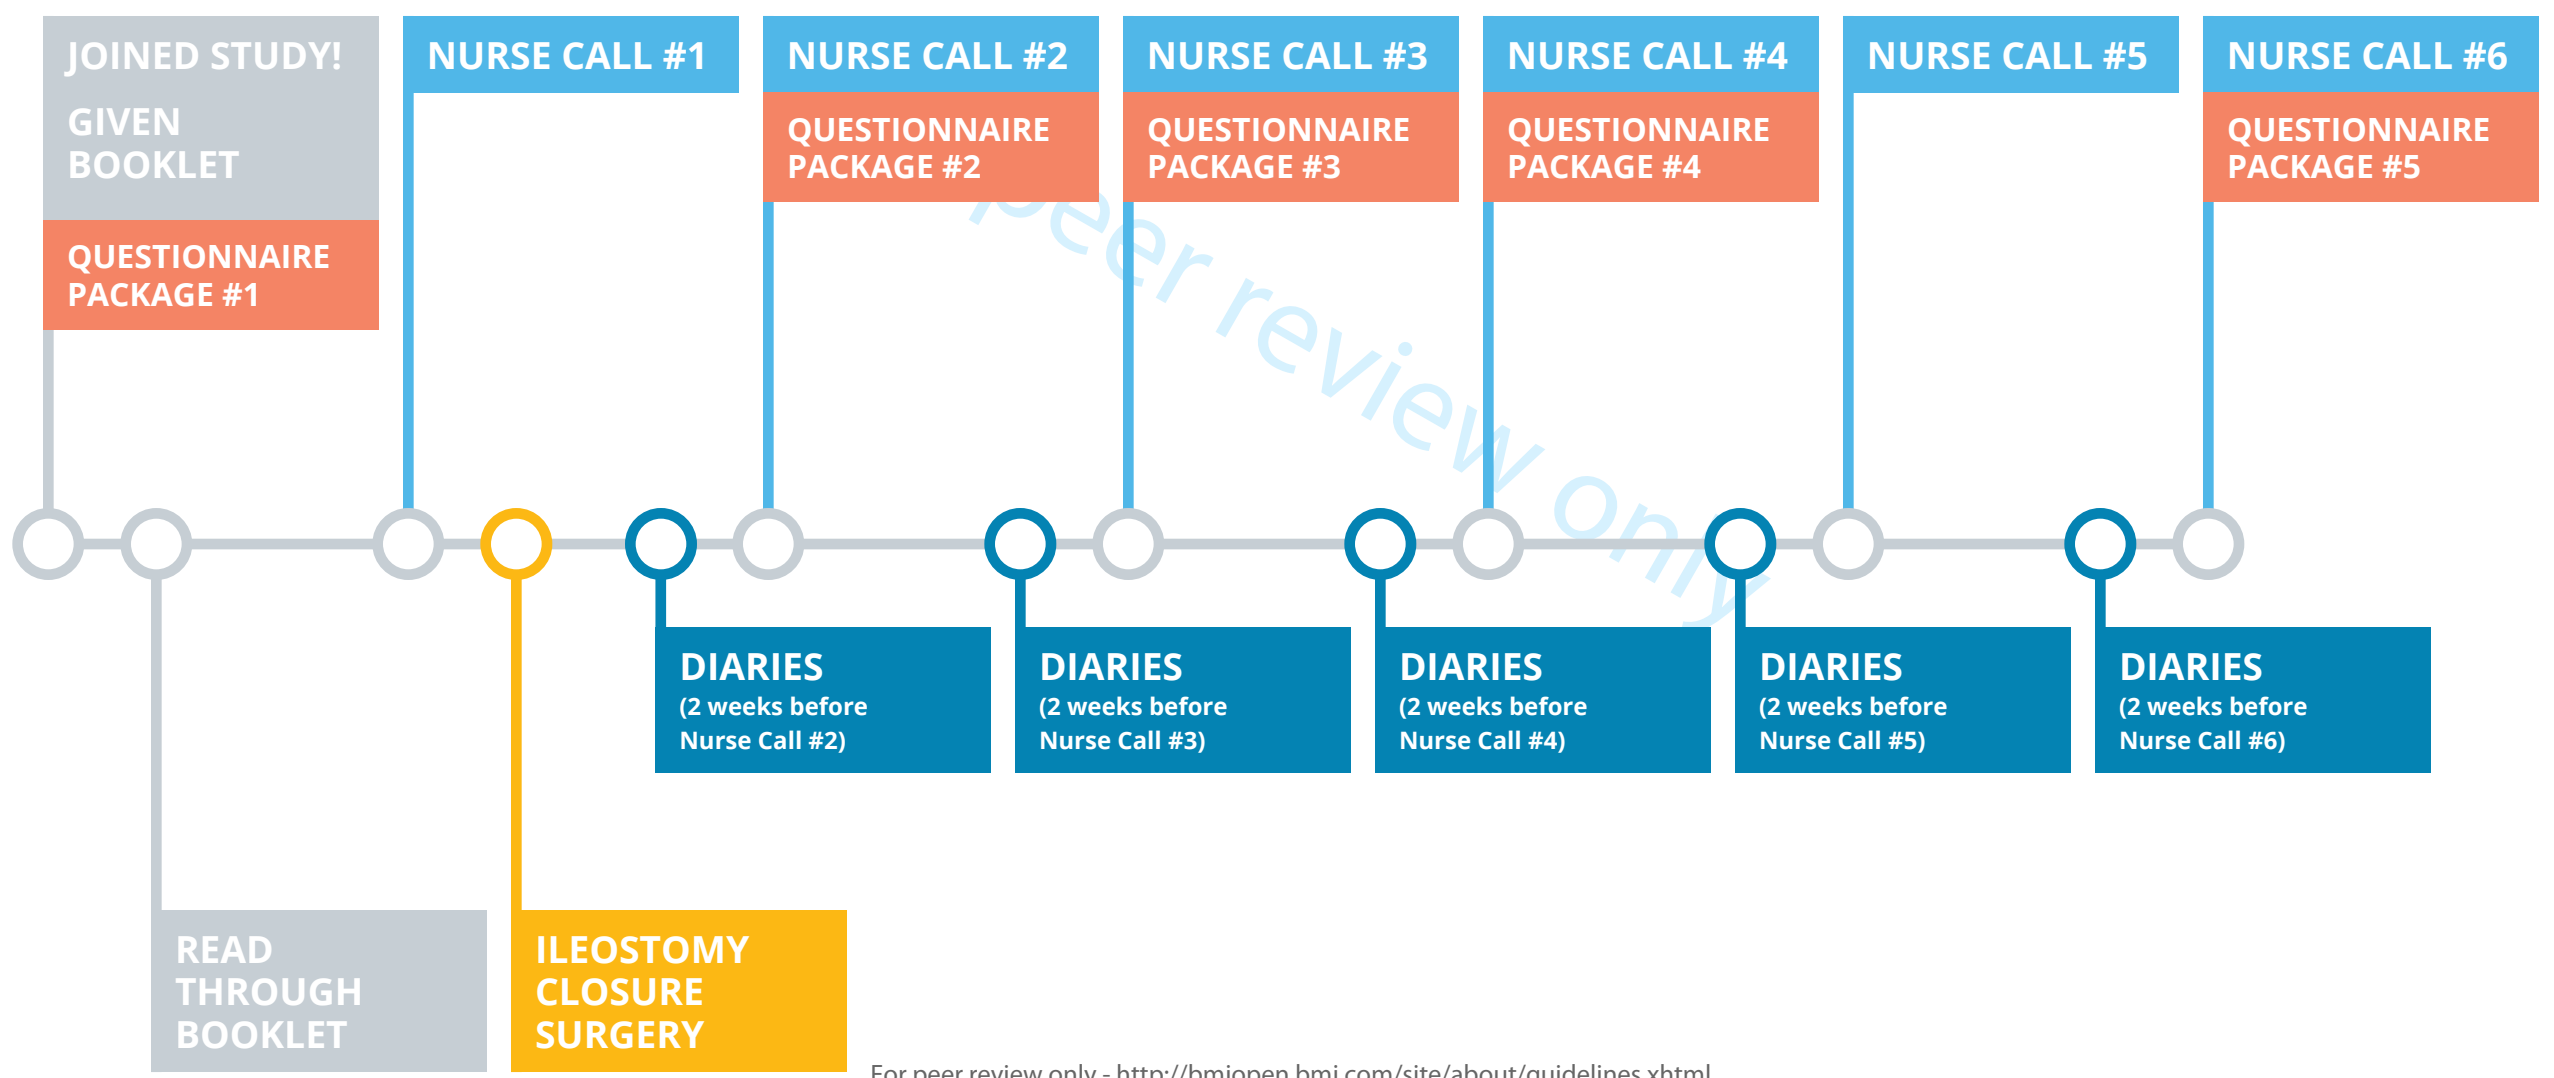 JOINED STUDY!
GIVEN
BOOKLET
QUESTIONNAIRE
PACKAGE #1
NURSE CALL #1
NURSE CALL #2
QUESTIONNAIRE
PACKAGE #2
NURSE CALL #3
QUESTIONNAIRE
PACKAGE #3
NURSE CALL #4
QUESTIONNAIRE
PACKAGE #4
NURSE CALL #5
NURSE CALL #6
QUESTIONNAIRE
PACKAGE #5
peer review only
DIARIES
(2 weeks before
Nurse Call #2)
DIARIES
(2 weeks before
Nurse Call #3)
DIARIES
(2 weeks before
Nurse Call #4)
DIARIES
(2 weeks before
Nurse Call #5)
DIARIES
(2 weeks before
Nurse Call #6)
READ
THROUGH
BOOKLET
ILEOSTOMY
CLOSURE
SURGERY
For peer review only - http://bmjopen.bmj.com/site/about/guidelines.xhtml